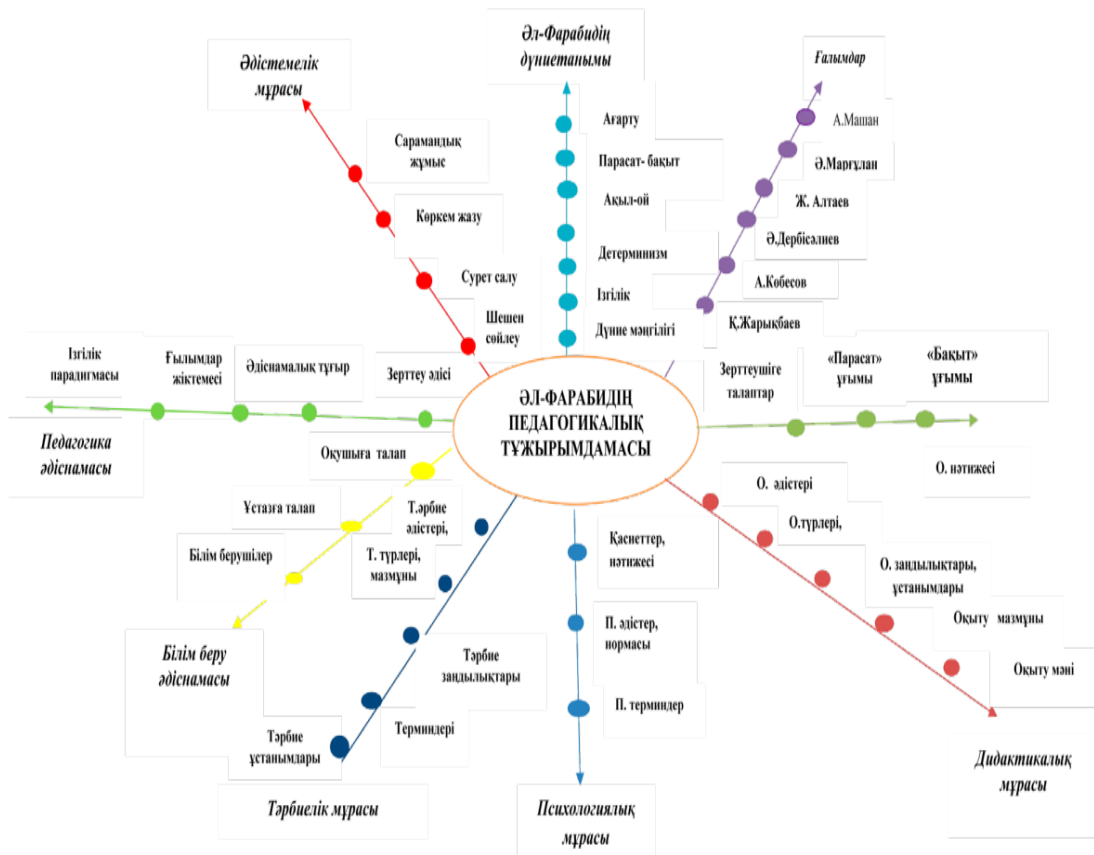 Әл-Фарабидің
дүниетанымы
Әдістемелік
мұрасы
Ғалымдар
Ағарту
Парасат- бақыт
Ақыл-ой
Детерминизм
Ізгілік
Дүние мәңгілігі
Сарамандық
жұмыс
Көркем жазу
Сурет салу
Шешен
сөйлеу
А.Машан
Ә.Марғұлан
Ж. Алтаев
Ә.Дербісәлиев
А.Көбесов
Қ.Жарықбаев
Ізгілік
парадигмасы
Ғылымдар
жіктемесі
Әдіснамалық тұғыр
Зерттеу әдісі
Педагогика
әдіснамасы
ӘЛ-ФАРАБИДІҢ
ПЕДАГОГИКАЛЫҚ
ТҰЖЫРЫМДАМАСЫ
Зерттеушіге
талаптар
«Парасат»
ұғымы
«Бақыт»
ұғымы
О. нәтижесі
Оқушыға талап
Ұстазға талап
Білім берушілер
Білім беру
әдіснамасы
Т.әрбие
әдістері,
Т. түрлері,
мазмұны
Тәрбие
заңдылықтары
Терминдері
Тәрбие
ұстанымдары
Тәрбиелік мұрасы
Қасиеттер,
нәтижесі
П. әдістер,
нормасы
П. терминдер
Психологиялық
мұрасы
О. әдістері
О.түрлері,
О. заңдылықтары,
ұстанымдары
Оқыту мазмұны
Оқыту мәні
Дидактикалық
мұрасы